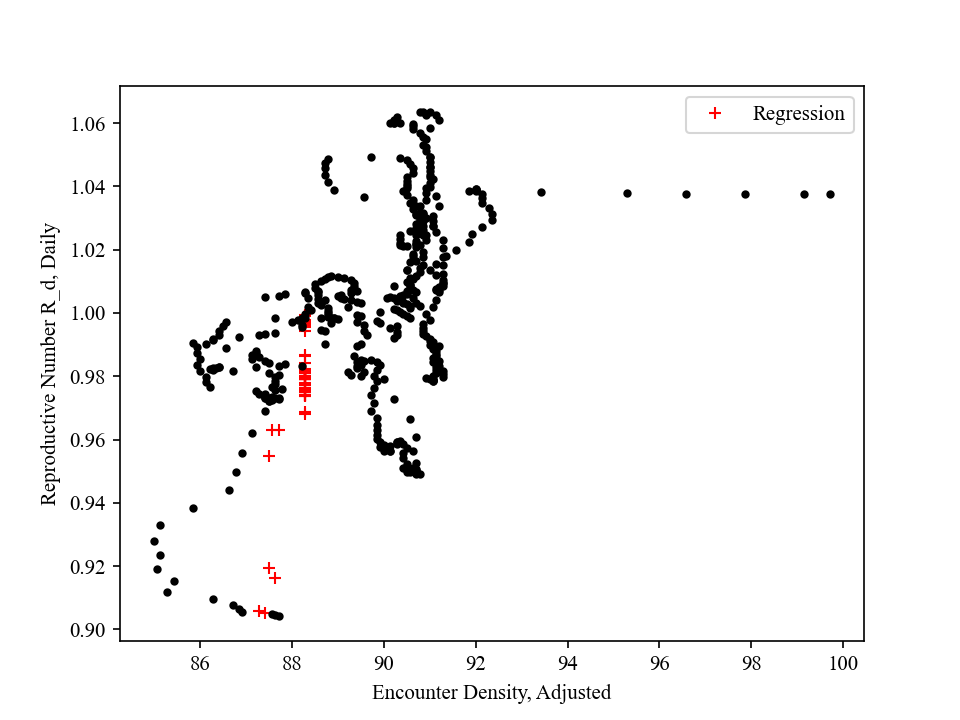 Regression
1.06
1.04
1.02
1.00
0.98
0.96
0.94
0.92
0.90
Reproductive Number R_d, Daily
86 88 90 92 94 96 98 100
Encounter Density, Adjusted